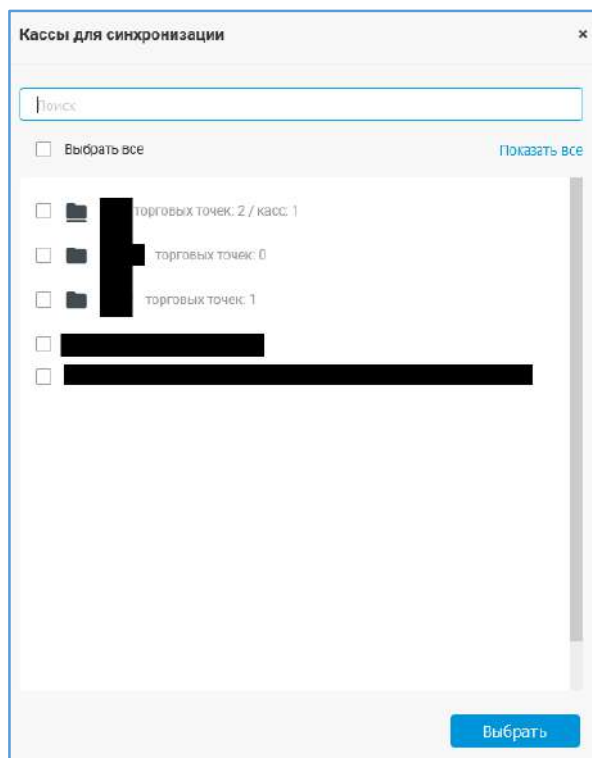 Кассы для синхронизации ×
Поиск
Выбрать все Показать все
торговых точек: 2 / касс: 1
торговых точек: 0
торговых точек: 1
Выбрать